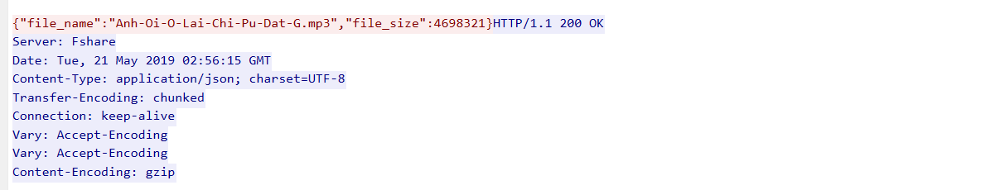 {"file_name":"Anh-Oi-O-Lai-Chi-Pu-Dat-G.mp3","file_size":4698321}HTTP/1.1 200 OK
Server: Fshare
Date: Tue, 21 May 2019 02:56:15 GMT
Content-Type: application/json; charset=UTF-8
Transfer-Encoding: chunked
Connection: keep-alive
Vary: Accept-Encoding
Vary: Accept-Encoding
Content-Encoding: gzip